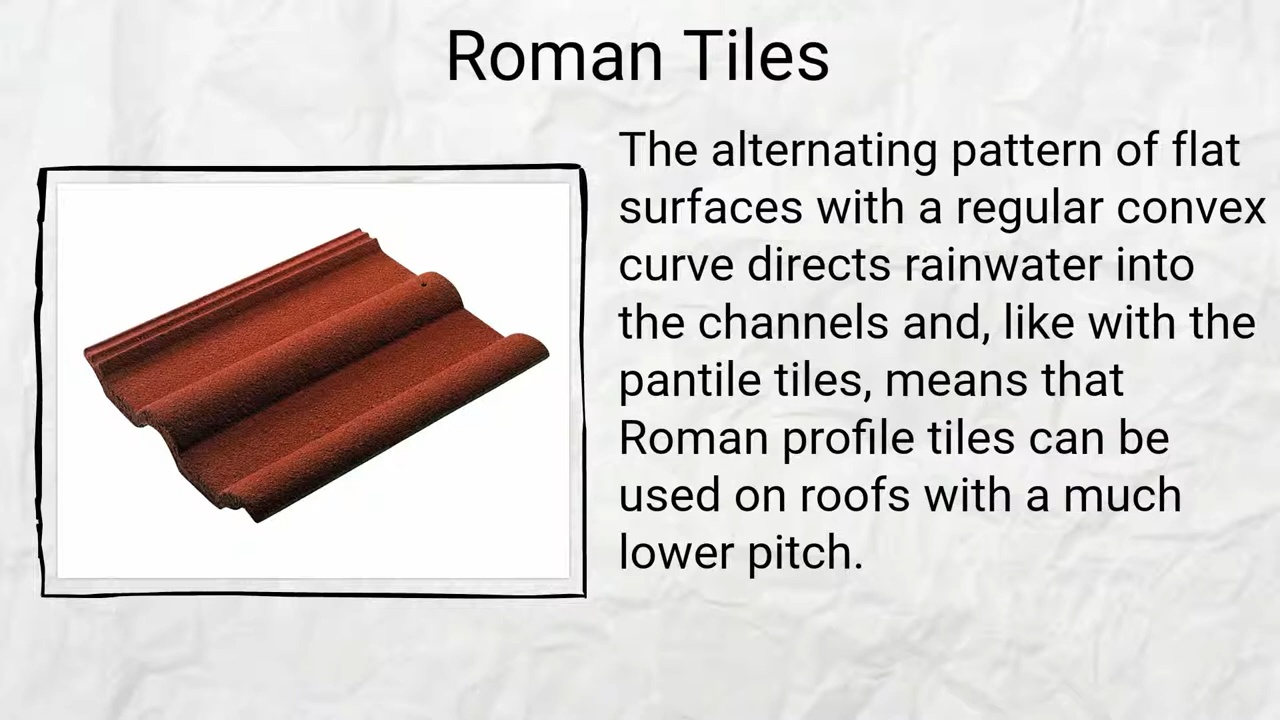 Roman Tiles
The alternating pattern of flat
surfaces with a regular convex
curve directs rainwater into
the channels and, like with the
pantile tiles, means that
Roman profile tiles can be
used on roofs with a much
lower pitch.